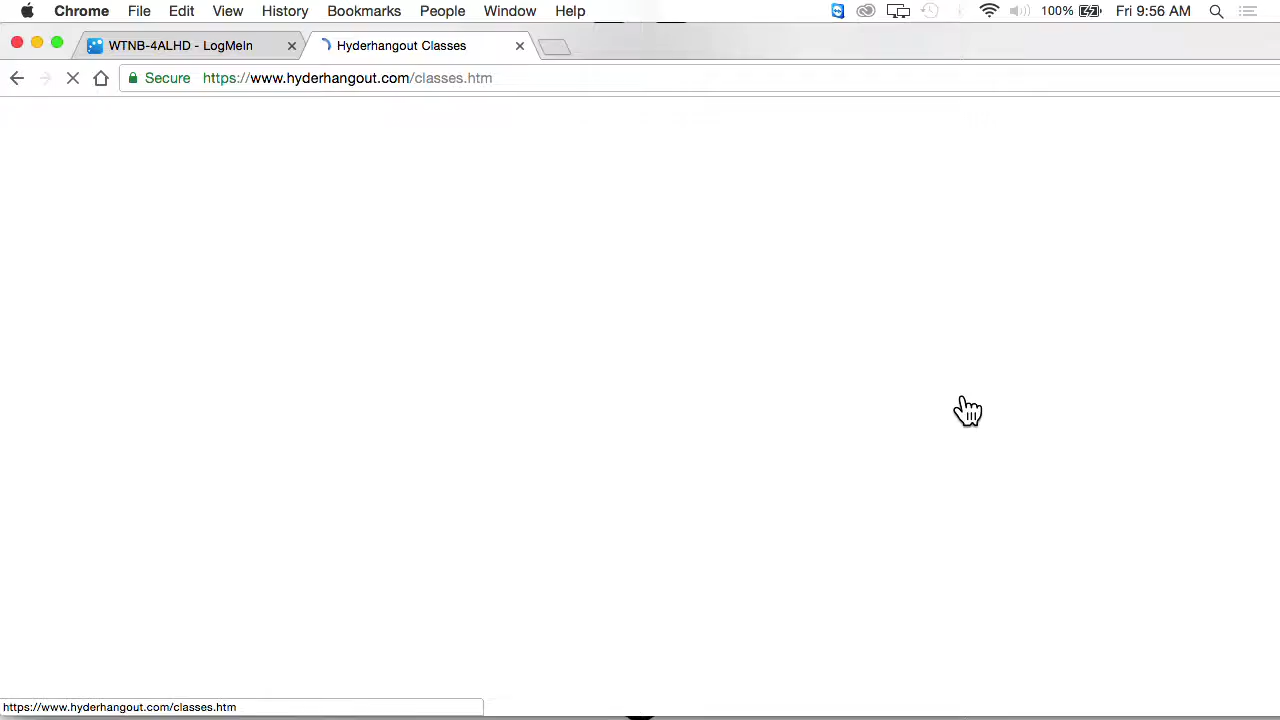 Chrome File Edit View History Bookmarks People Window Help 100% Fri 9:56 AM
WTNB-4ALHD - LogMeIn Hyderhangout Classes
Secure https://www.hyderhangout.com/classes.htm
https://www.hyderhangout.com/classes.htm